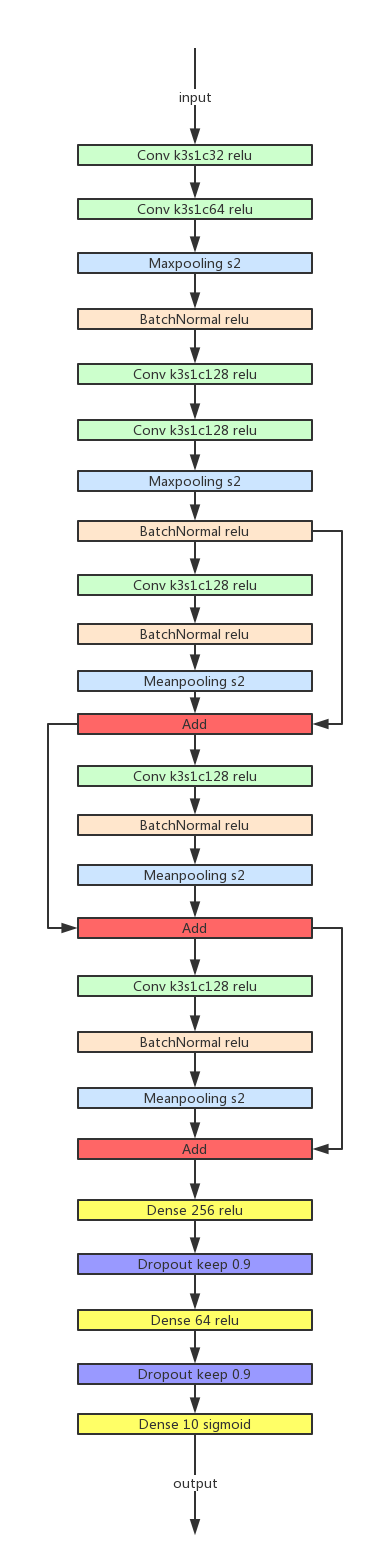 input
Conv k3s1c32 relu
Conv k3s1c64 relu
Maxpooling s2
BatchNormal relu
Conv k3s1c128 relu
Conv k3s1c128 relu
Maxpooling s2
BatchNormal relu
Conv k3s1c128 relu
BatchNormal relu
Meanpooling s2
Add
Conv k3s1c128 relu
BatchNormal relu
Meanpooling s2
Add
Conv k3s1c128 relu
BatchNormal relu
Meanpooling s2
Add
Dense 256 relu
Dropout keep 0.9
Dense 64 relu
Dropout keep 0.9
Dense 10 sigmoid
output